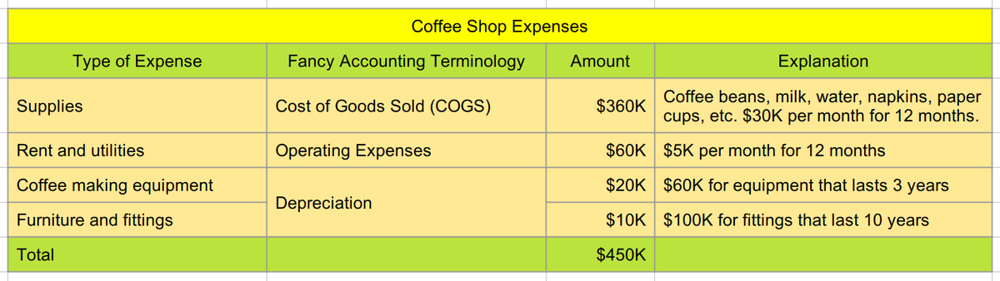 Coffee Shop Expenses
Type of Expense Fancy Accounting Terminology Amount Explanation
Supplies Cost of Goods Sold (COGS) $360K Coffee beans, milk, water, napkins, paper
cups, etc. $30K per month for 12 months.
Rent and utilities Operating Expenses $60K $5K per month for 12 months
Coffee making equipment Depreciation $20K $60K for equipment that lasts 3 years
Furniture and fittings $10K $100K for fittings that last 10 years
Total $450K